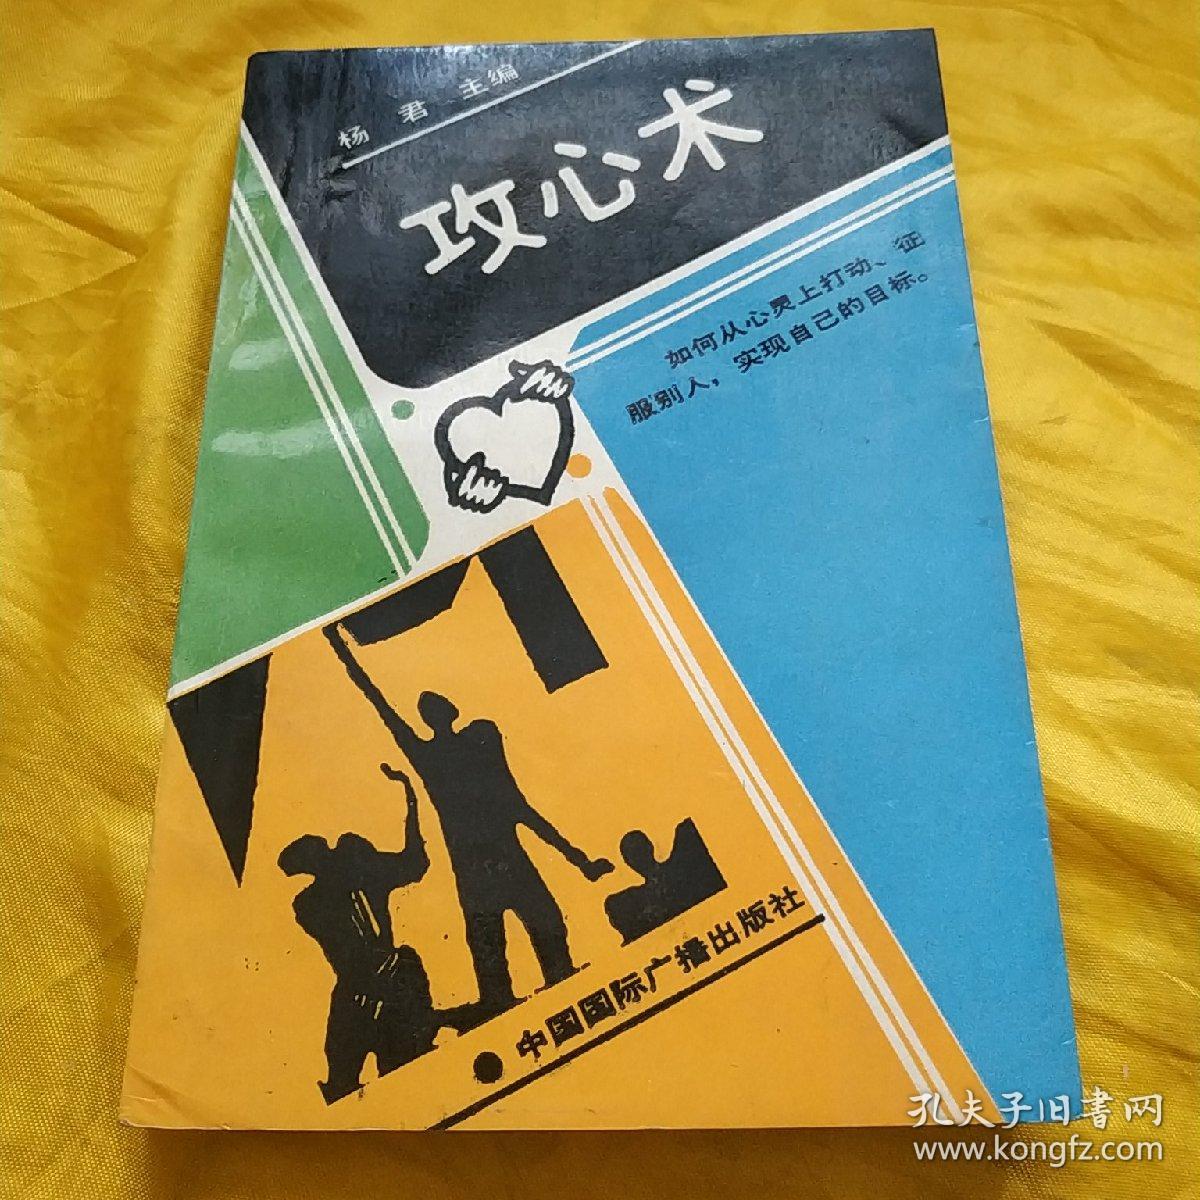 杨君 主编
攻心术
如何从心灵上打动、征
服别人，实现自己的目标。
中国国际广播出版社
孔夫子旧書网
www.kongfz.com